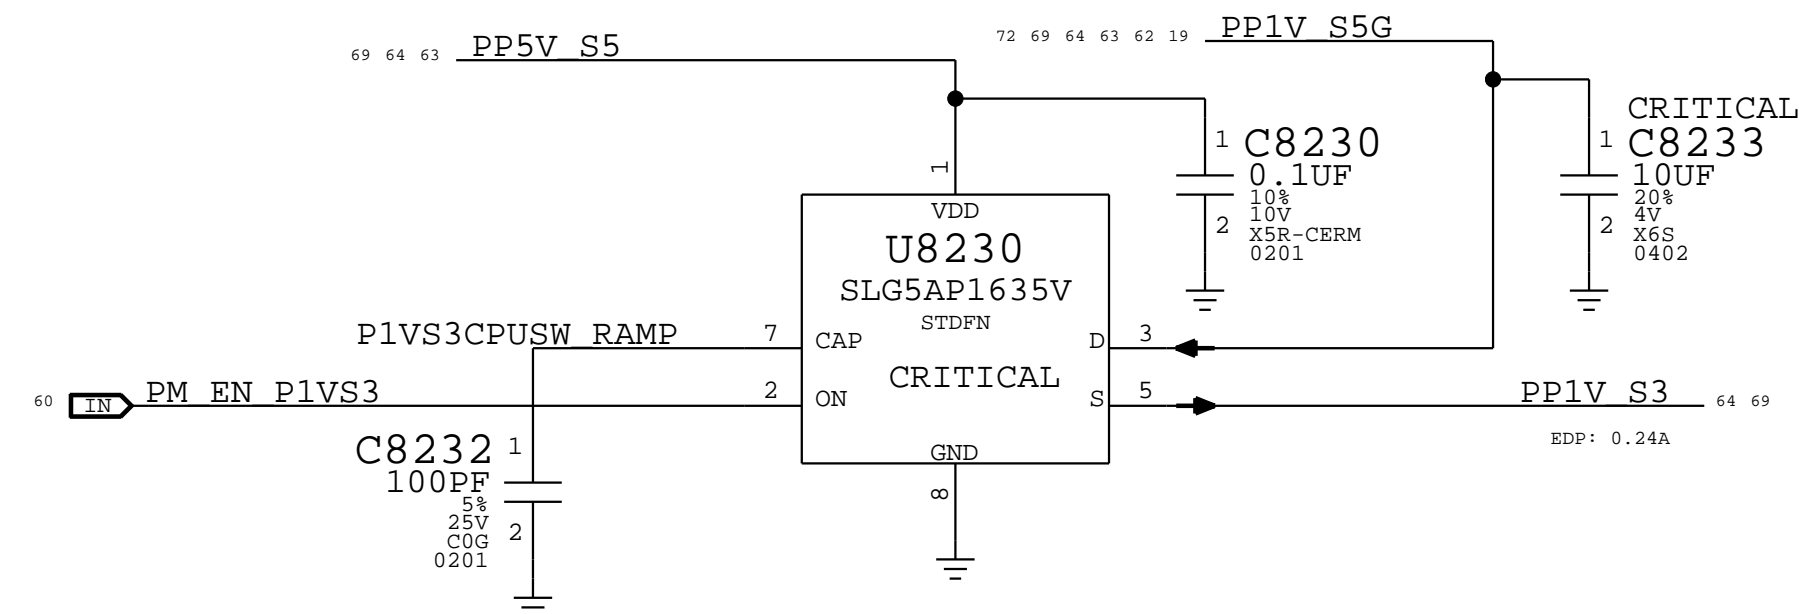 72 69 64 63 62 19 PP1V_S5G
69 64 63 PP5V_S5
CRITICAL
1 C8230
0.1UF
10%
10V
2 X5R-CERM
0201
1 C8233
10UF
20%
4V
2 X6S
0402
1
VDD
U8230
SLG5AP1635V
STDFN
P1VS3CPUSW_RAMP 7 CAP
D 3
CRITICAL
60 IN PM_EN_P1VS3 2 ON
S 5 PP1V_S3 64 69
EDP: 0.24A
GND
8
C8232 1
100PF
5%
25V
C0G 2
0201